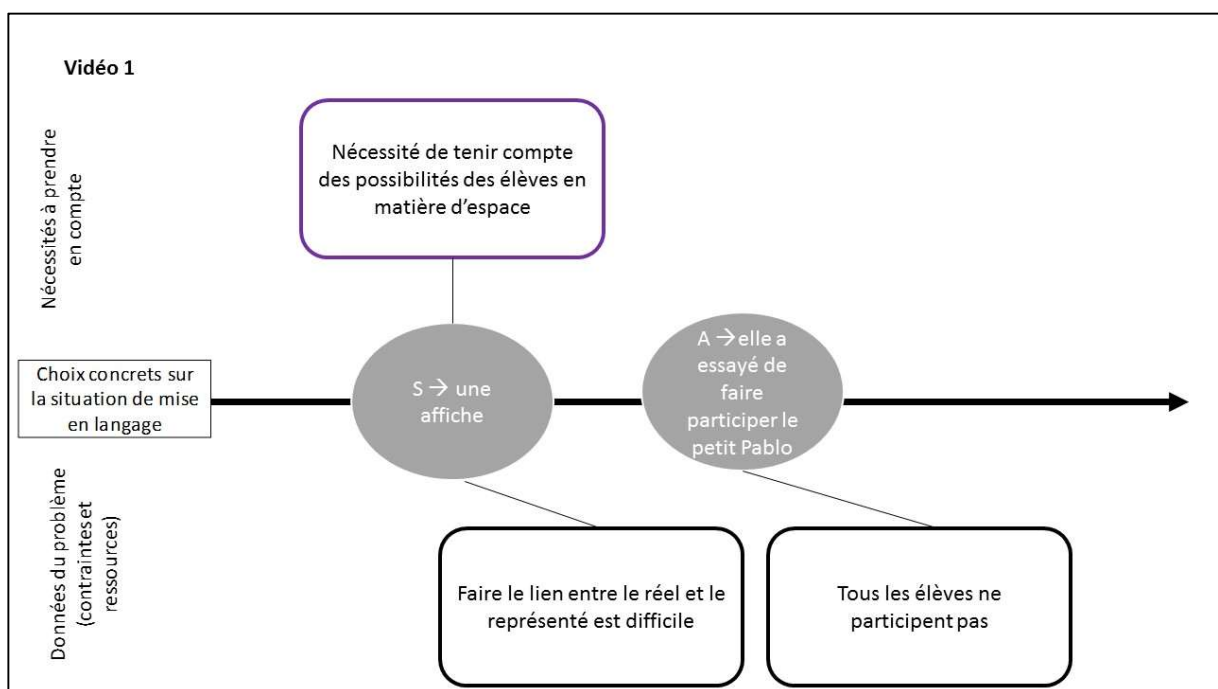 Vidéo 1
Nécessités à prendre
en compte
Nécessité de tenir compte
des possibilités des élèves en
matière d'espace
Choix concrets sur
la situation de mise
en langage
S → une
affiche
A → elle a
essayé de
faire
participer le
petit Pablo
Données du problème
(contraintes et
ressources)
Faire le lien entre le réel et le
représenté est difficile
Tous les élèves ne
participent pas